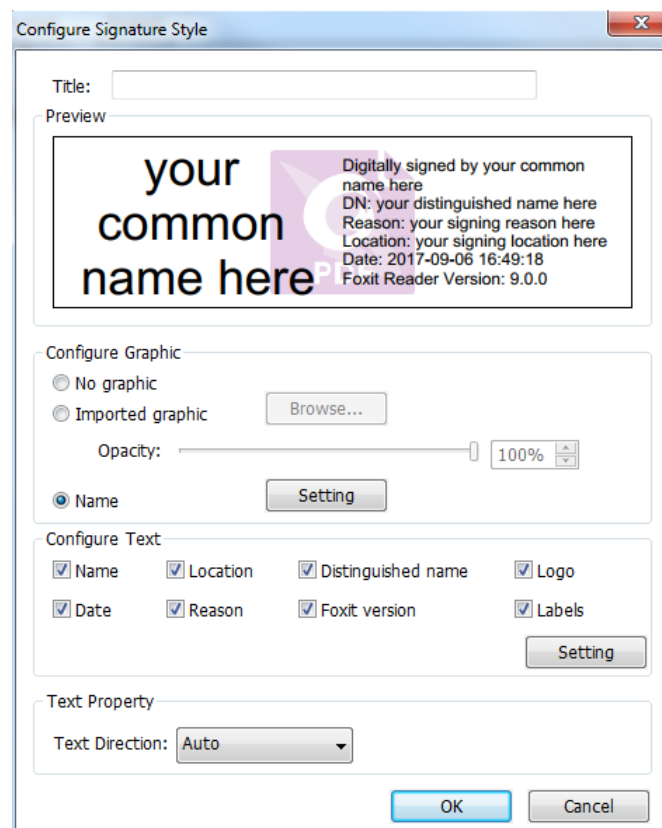 Configure Signature Style
Title:
Preview
your
common
name here
Digitally signed by your common
name here
DN: your distinguished name here
Reason: your signing reason here
Location: your signing location here
Date: 2017-09-06 16:49:18
Foxit Reader Version: 9.0.0
PDF
Configure Graphic
No graphic
Imported graphic
Browse...
Opacity:
100%
Name
Setting
Configure Text
Name Location Distinguished name Logo
Date Reason Foxit version Labels
Setting
Text Property
Text Direction: Auto
OK Cancel